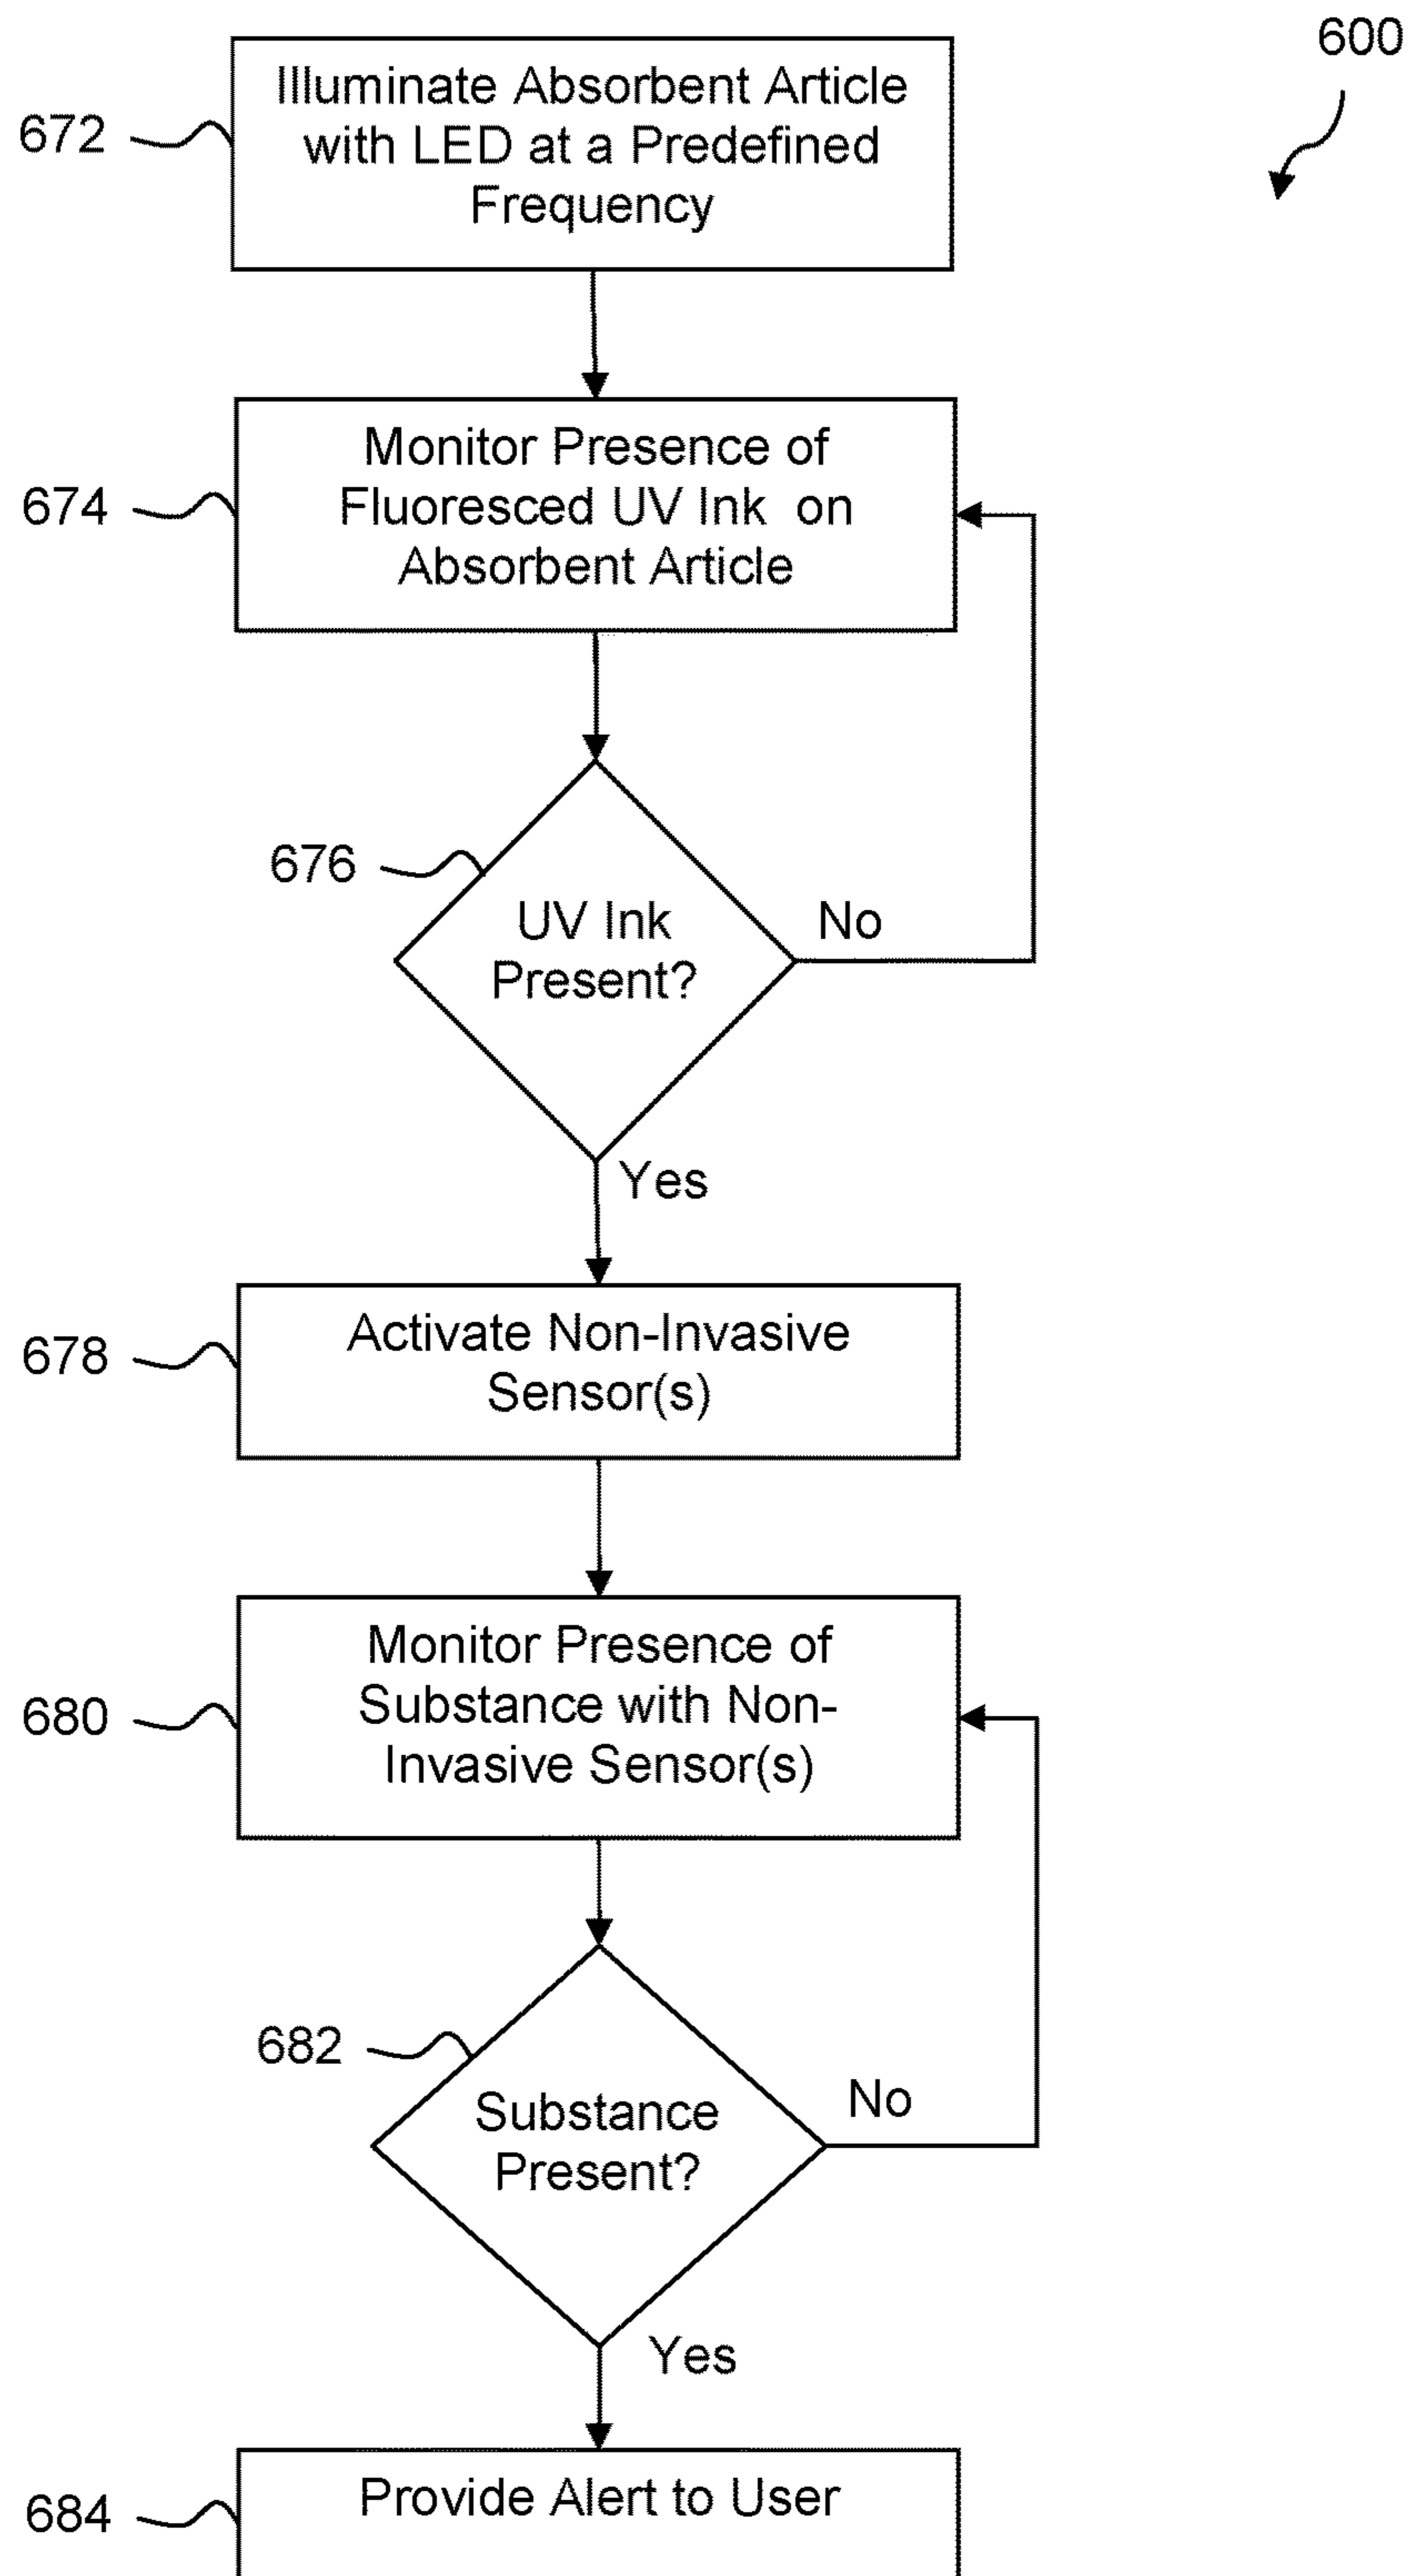 600
672
Illuminate Absorbent Article
with LED at a Predefined
Frequency
674
Monitor Presence of
Fluoresced UV Ink on
Absorbent Article
676
UV Ink
Present?
No
Yes
678
Activate Non-Invasive
Sensor(s)
680
Monitor Presence of
Substance with Non-
Invasive Sensor(s)
682
Substance
Present?
No
Yes
684
Provide Alert to User